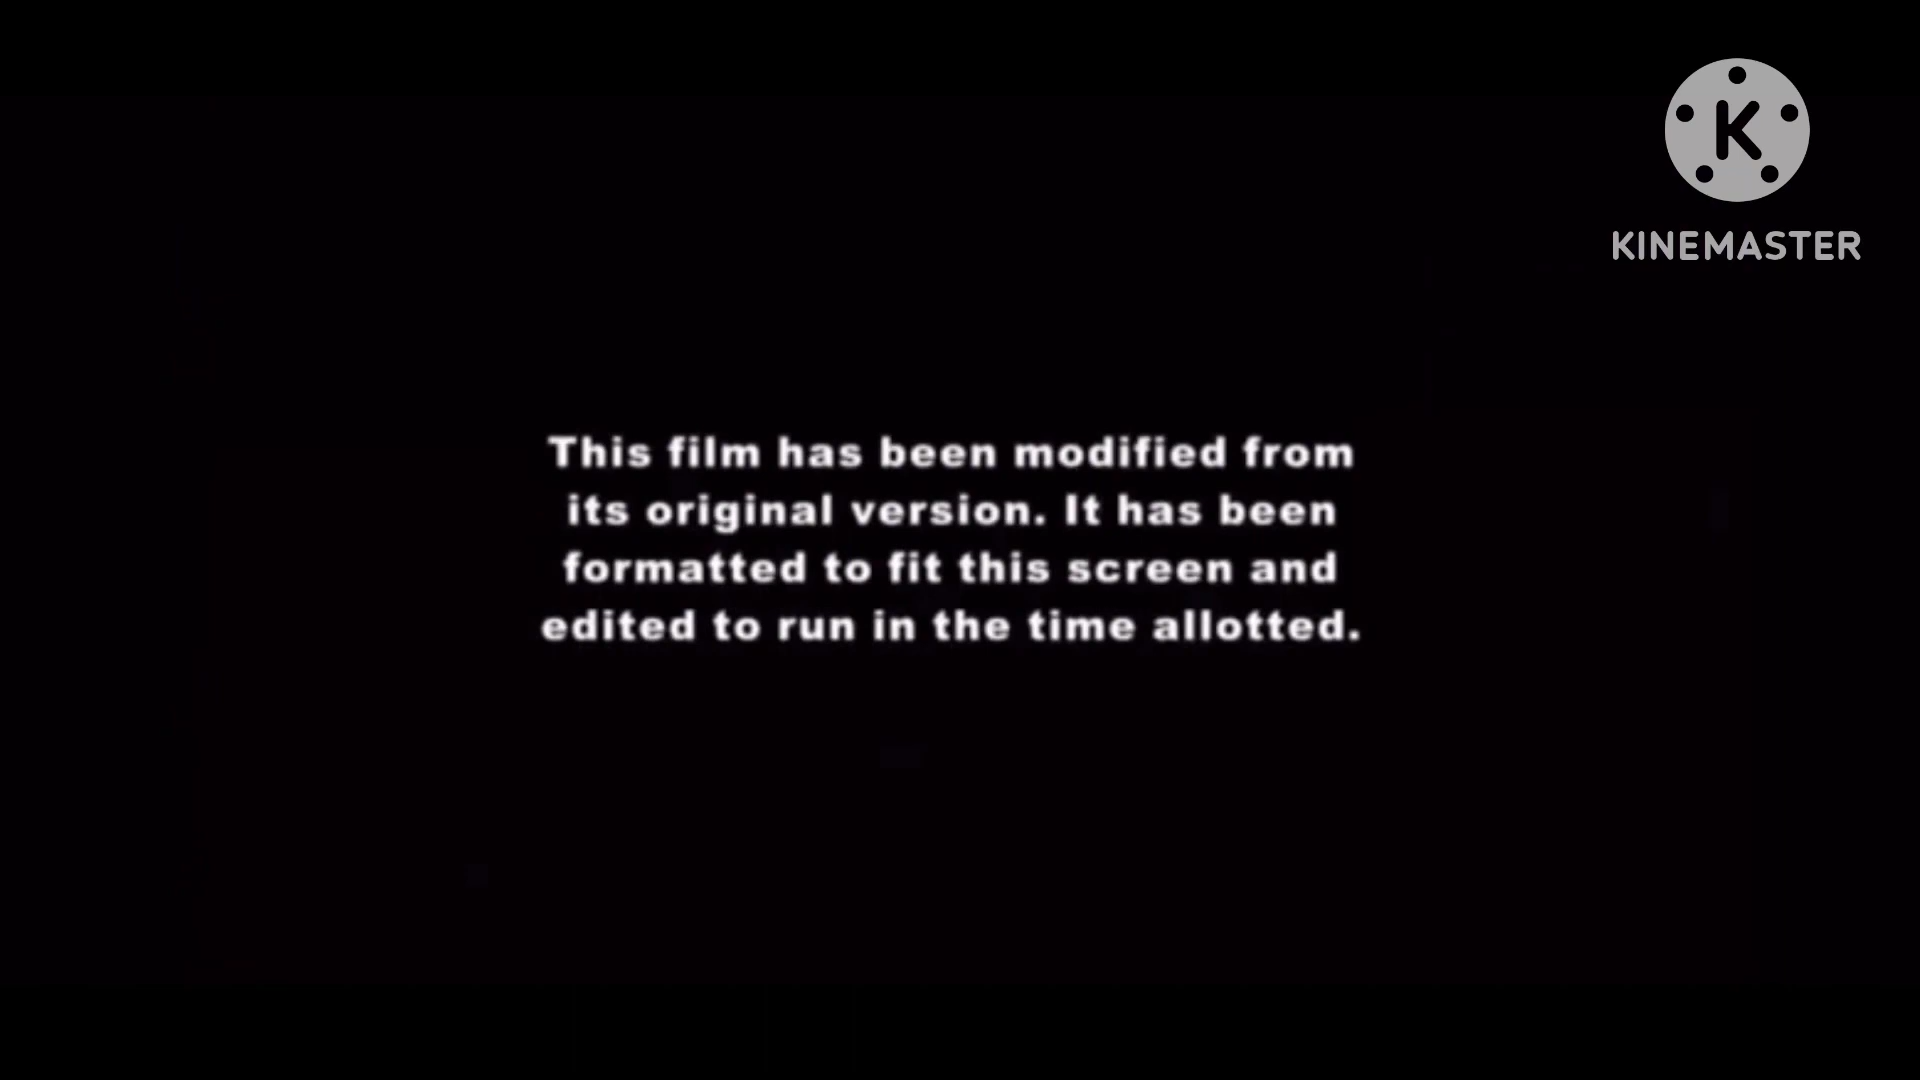 K
KINEMASTER
This film has been modified from
its original version. It has been
formatted to fit this screen and
edited to run in the time allotted.